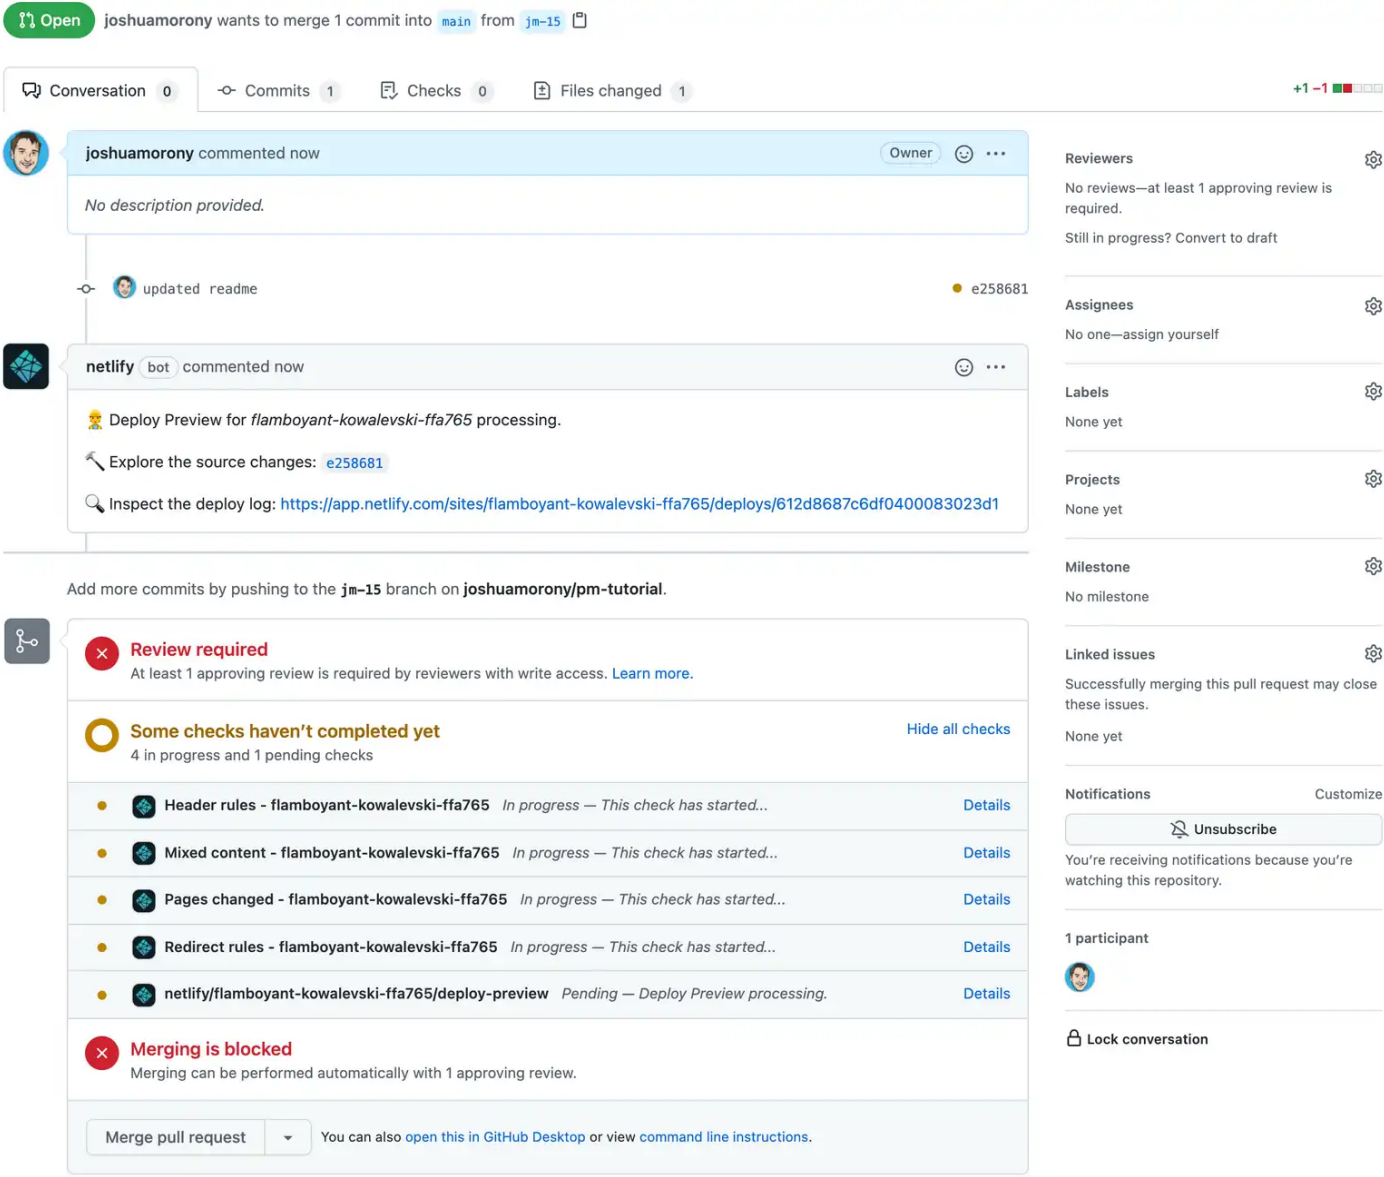 Open joshuamorony wants to merge 1 commit into main from jm-15
Conversation 0 Commits 1 Checks 0 Files changed 1
+1 −1
joshuamorony commented now Owner
No description provided.
updated readme e258681
netlify bot commented now
Deploy Preview for flamboyant-kowalevski-ffa765 processing.
Explore the source changes: e258681
Inspect the deploy log: https://app.netlify.com/sites/flamboyant-kowalevski-ffa765/deploys/612d8687c6df0400083023d1
Add more commits by pushing to the jm-15 branch on joshuamorony/pm-tutorial.
Review required
At least 1 approving review is required by reviewers with write access. Learn more.
Some checks haven’t completed yet
Hide all checks
4 in progress and 1 pending checks
Header rules - flamboyant-kowalevski-ffa765 In progress — This check has started... Details
Mixed content - flamboyant-kowalevski-ffa765 In progress — This check has started... Details
Pages changed - flamboyant-kowalevski-ffa765 In progress — This check has started... Details
Redirect rules - flamboyant-kowalevski-ffa765 In progress — This check has started... Details
netlify/flamboyant-kowalevski-ffa765/deploy-preview Pending — Deploy Preview processing. Details
Merging is blocked
Merging can be performed automatically with 1 approving review.
Merge pull request You can also open this in GitHub Desktop or view command line instructions.
Reviewers
No reviews—at least 1 approving review is
required.
Still in progress? Convert to draft
Assignees
No one—assign yourself
Labels
None yet
Projects
None yet
Milestone
No milestone
Linked issues
Successfully merging this pull request may close
these issues.
None yet
Notifications Customize
Unsubscribe
You’re receiving notifications because you’re
watching this repository.
1 participant
Lock conversation